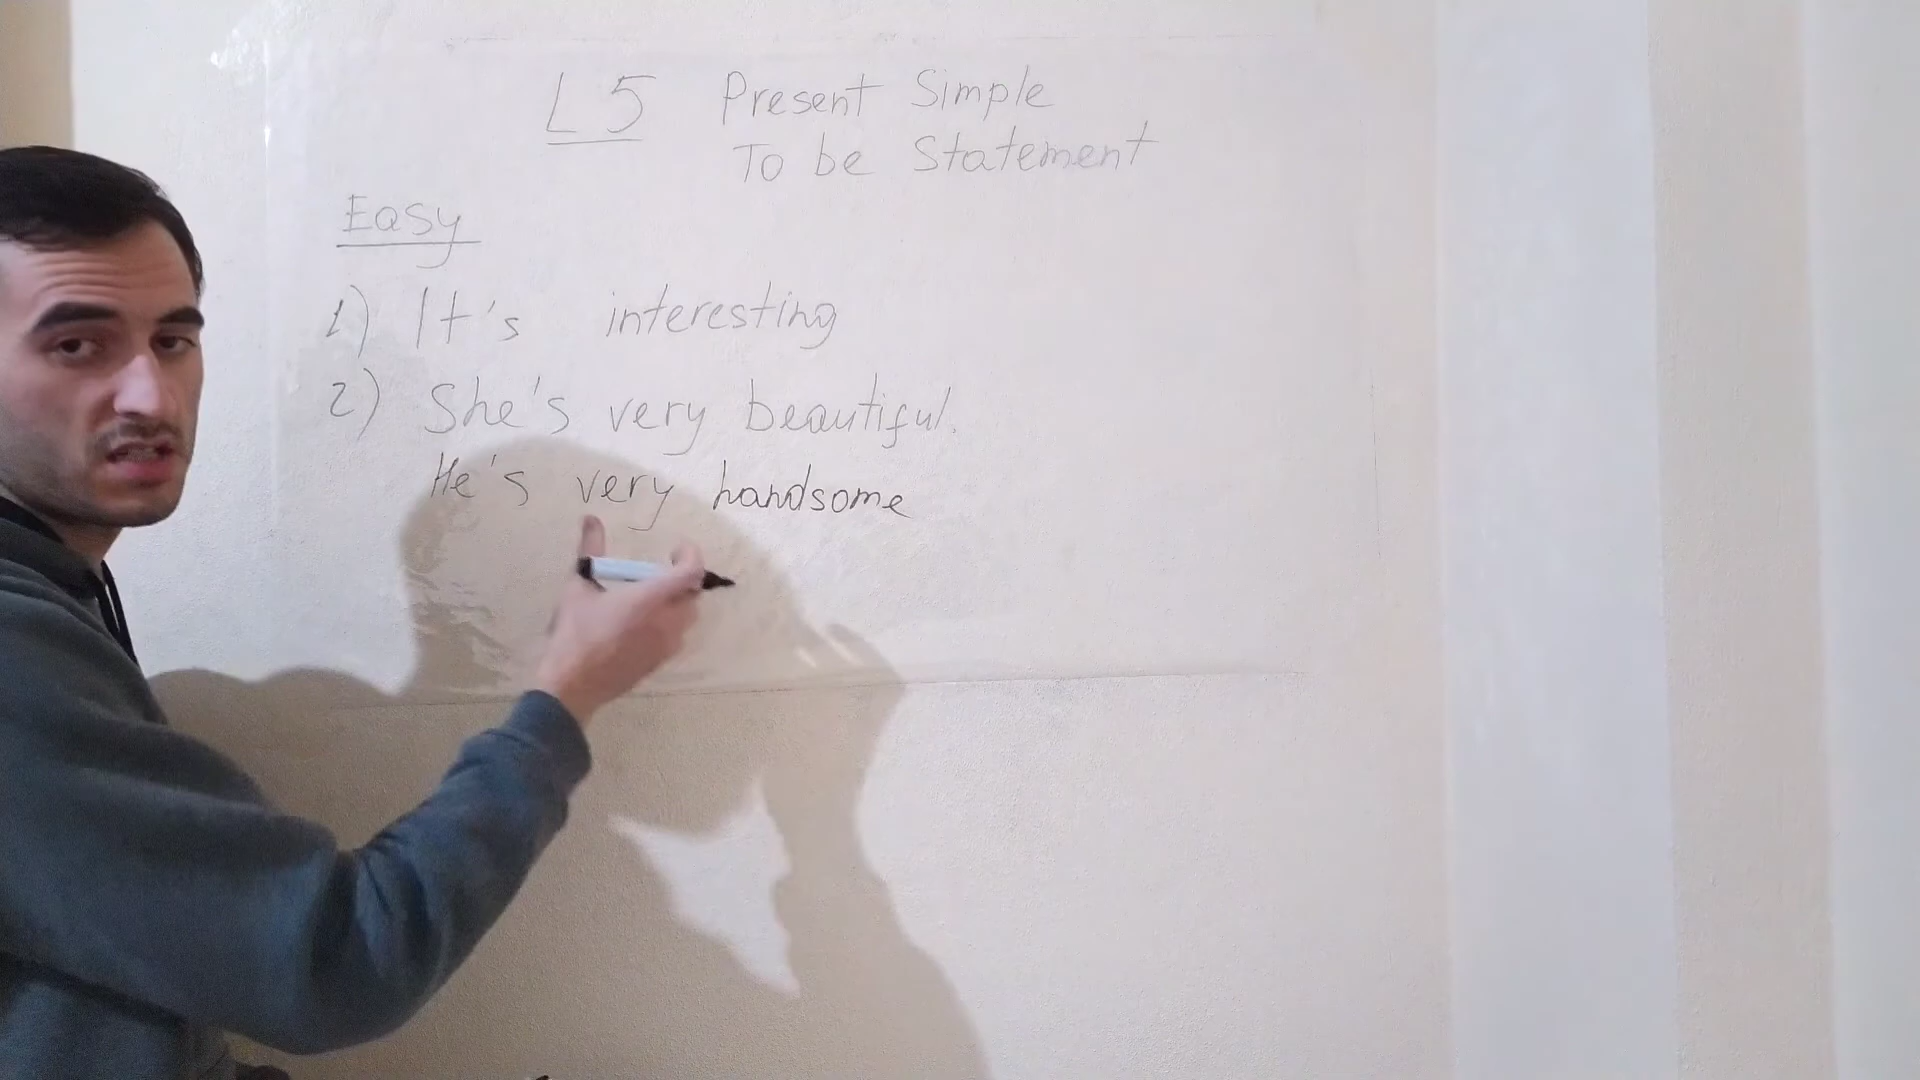 L5 Present Simple
To be Statement
Easy
1) It's interesting
2) She's very beautiful.
He's very handsome